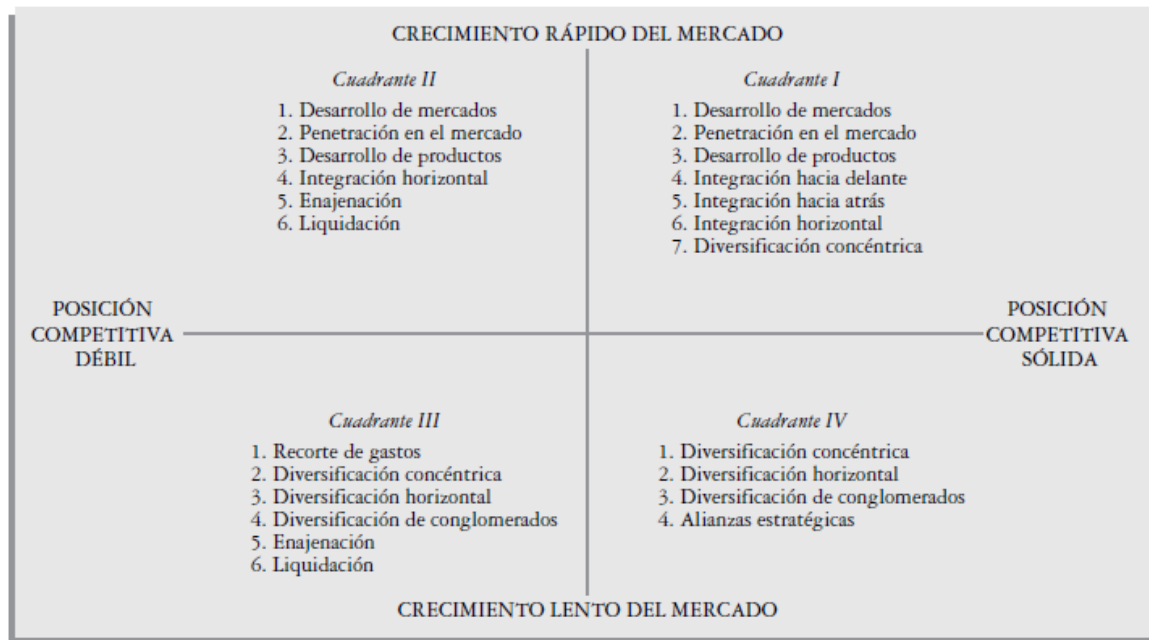 CRECIMIENTO RÁPIDO DEL MERCADO
Cuadrante II
1. Desarrollo de mercados
2. Penetración en el mercado
3. Desarrollo de productos
4. Integración horizontal
5. Enajenación
6. Liquidación
Cuadrante I
1. Desarrollo de mercados
2. Penetración en el mercado
3. Desarrollo de productos
4. Integración hacia delante
5. Integración hacia atrás
6. Integración horizontal
7. Diversificación concéntrica
POSICIÓN
COMPETITIVA
DÉBIL
POSICIÓN
COMPETITIVA
SÓLIDA
Cuadrante III
1. Recorte de gastos
2. Diversificación concéntrica
3. Diversificación horizontal
4. Diversificación de conglomerados
5. Enajenación
6. Liquidación
Cuadrante IV
1. Diversificación concéntrica
2. Diversificación horizontal
3. Diversificación de conglomerados
4. Alianzas estratégicas
CRECIMIENTO LENTO DEL MERCADO